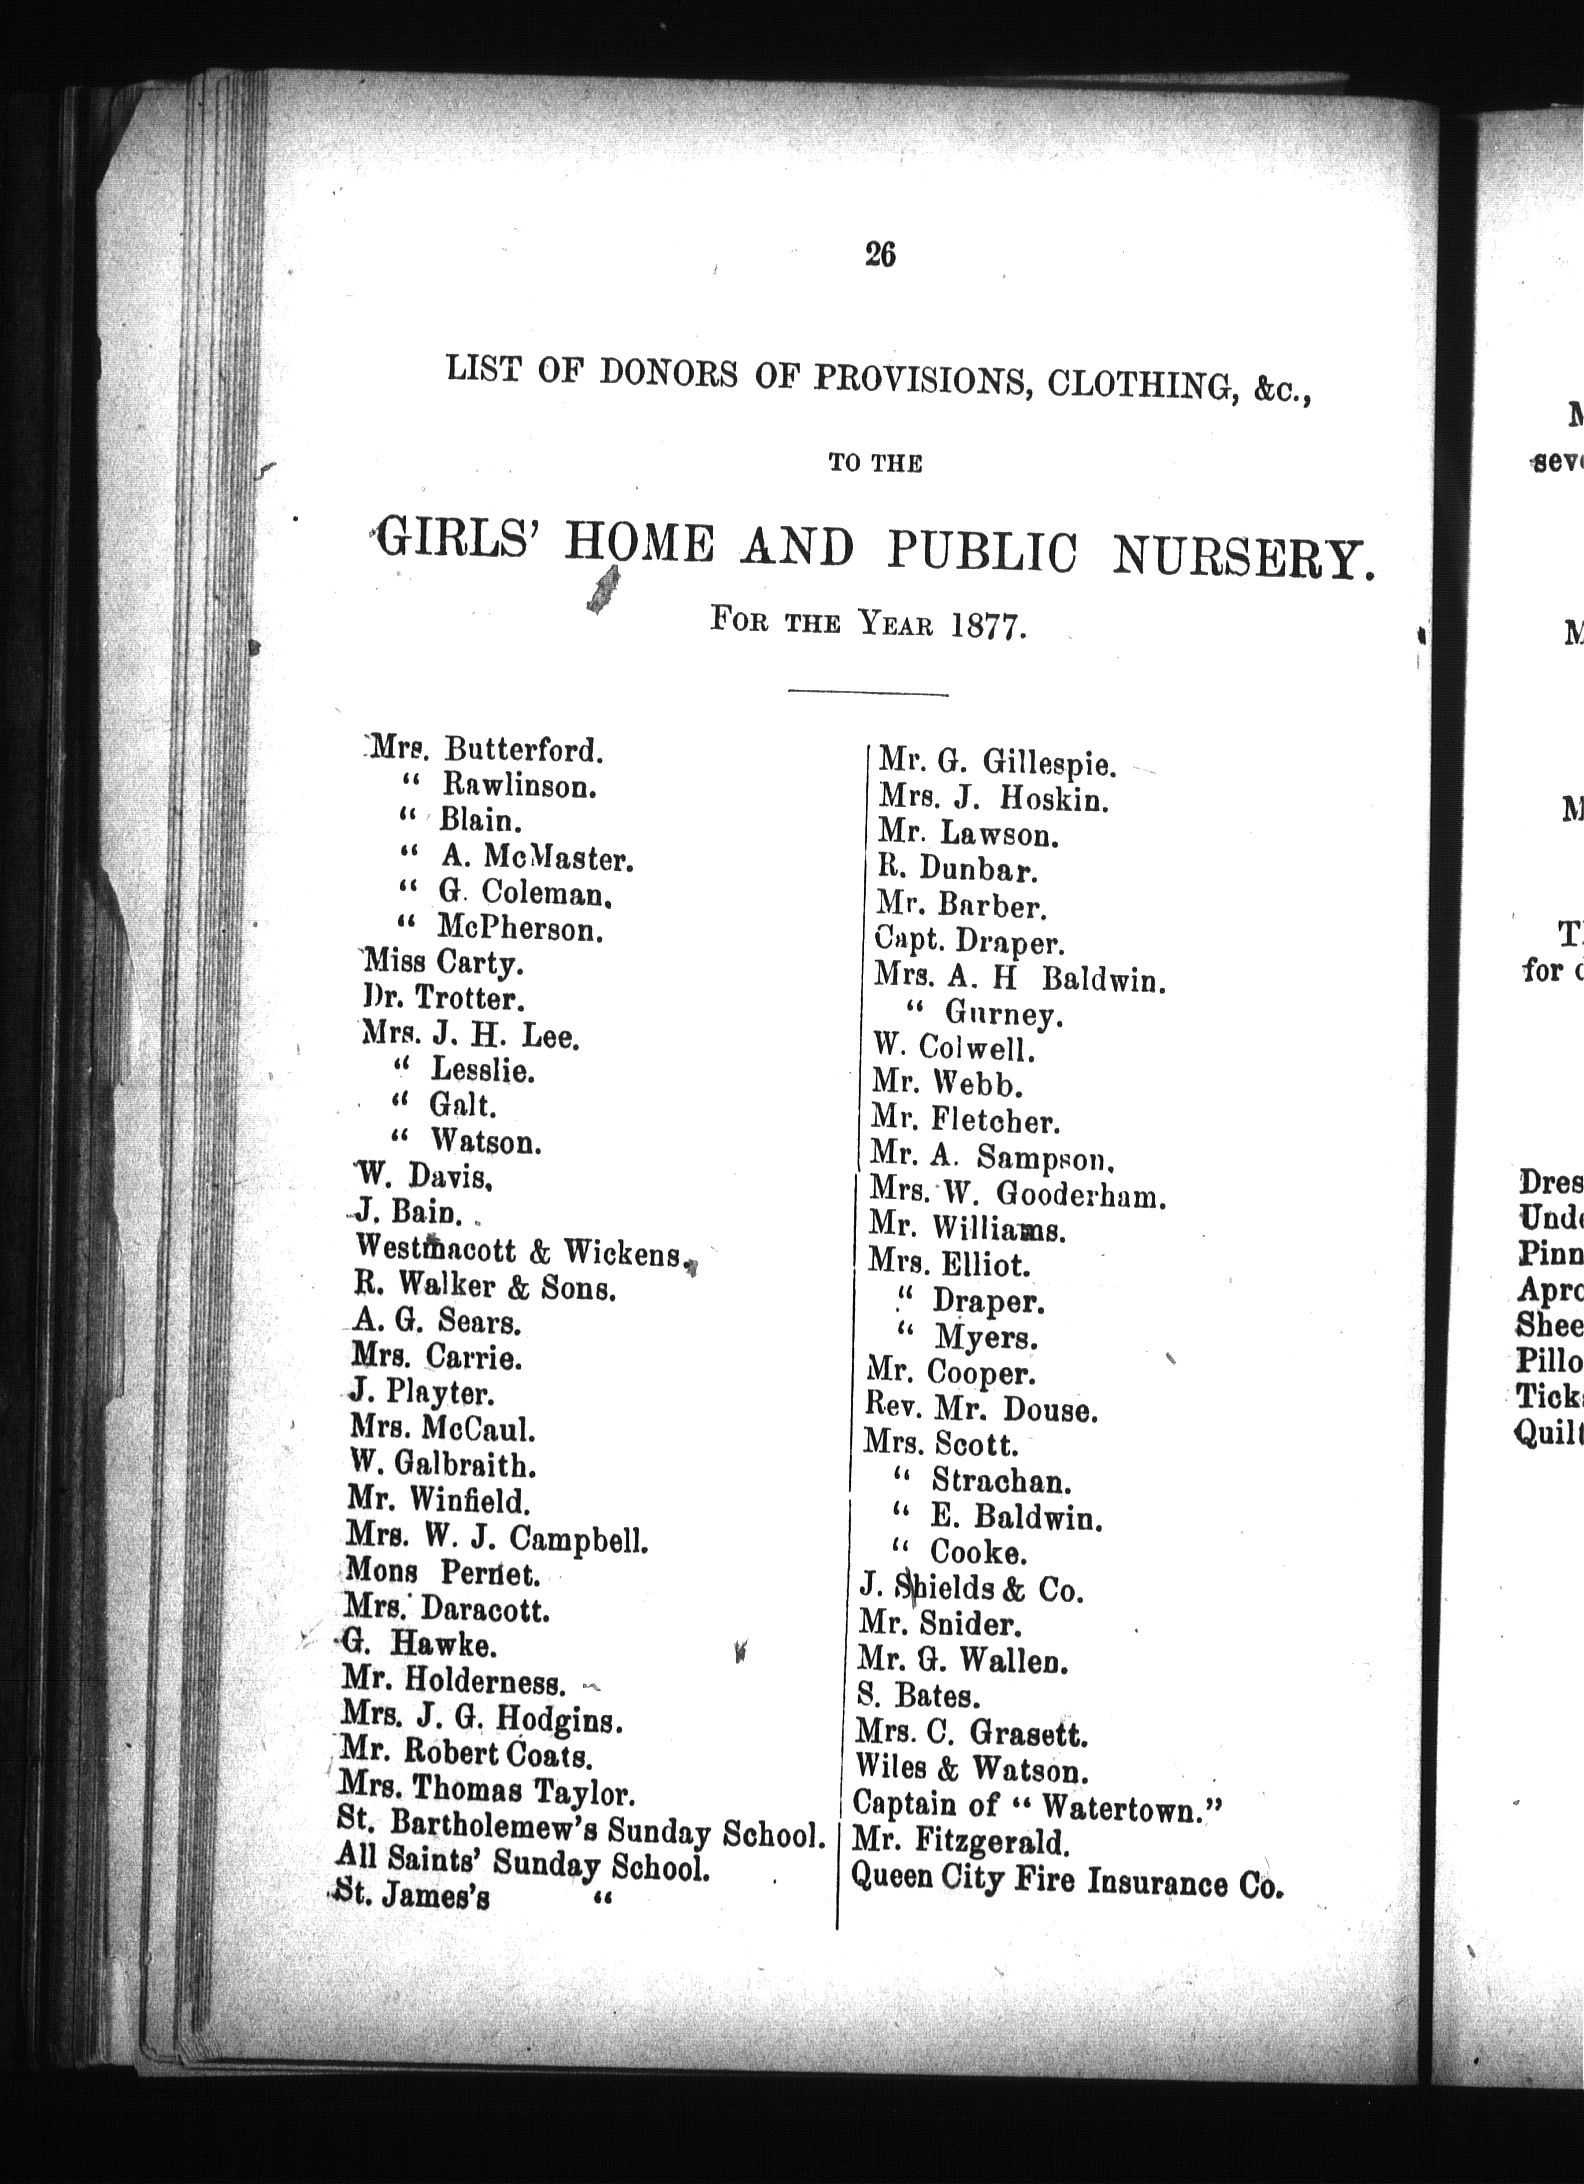 26
LIST OF DONORS OF PROVISIONS, CLOTHING, &c.,
TO THE
GIRLS' HOME AND PUBLIC NURSERY.
FOR THE YEAR 1877.
Mrs. Butterford.
“ Rawlinson.
“ Blain.
“ A. McMaster.
“ G. Coleman.
“ McPherson.
Miss Carty.
Dr. Trotter.
Mrs. J. H. Lee.
“ Lesslie.
“ Galt.
“ Watson.
W. Davis.
J. Bain.
Westmacott & Wickens.
R. Walker & Sons.
A. G. Sears.
Mrs. Carrie.
J. Playter.
Mrs. McCaul.
W. Galbraith.
Mr. Winfield.
Mrs. W. J. Campbell.
Mons Pernet.
Mrs. Daracott.
G. Hawke.
Mr. Holderness.
Mrs. J. G. Hodgins.
Mr. Robert Coats.
Mrs. Thomas Taylor.
St. Bartholemew's Sunday School.
All Saints' Sunday School.
St. James's “
Mr. G. Gillespie.
Mrs. J. Hoskin.
Mr. Lawson.
R. Dunbar.
Mr. Barber.
Capt. Draper.
Mrs. A. H Baldwin.
“ Gurney.
W. Colwell.
Mr. Webb.
Mr. Fletcher.
Mr. A. Sampson.
Mrs. W. Gooderham.
Mr. Williams.
Mrs. Elliot.
“ Draper.
“ Myers.
Mr. Cooper.
Rev. Mr. Douse.
Mrs. Scott.
“ Strachan.
“ E. Baldwin.
“ Cooke.
J. Shields & Co.
Mr. Snider.
Mr. G. Wallen.
S. Bates.
Mrs. C. Grasett.
Wiles & Watson.
Captain of “ Watertown.”
Mr. Fitzgerald.
Queen City Fire Insurance Co.
for